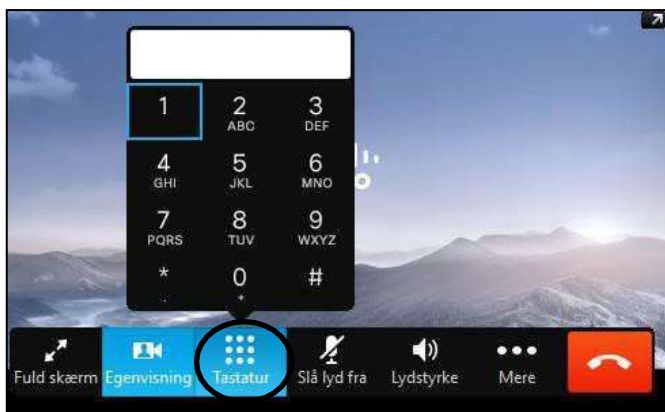 1
2
3
ABC
DEF
4
5
6
GHI
JKL
MNO
7
8
9
PQRS
TUV
WXYZ
*
0
#
.
+
Fuld skærm
Egenvisning
Tastatur
Slå lyd fra
Lydstyrke
Mere